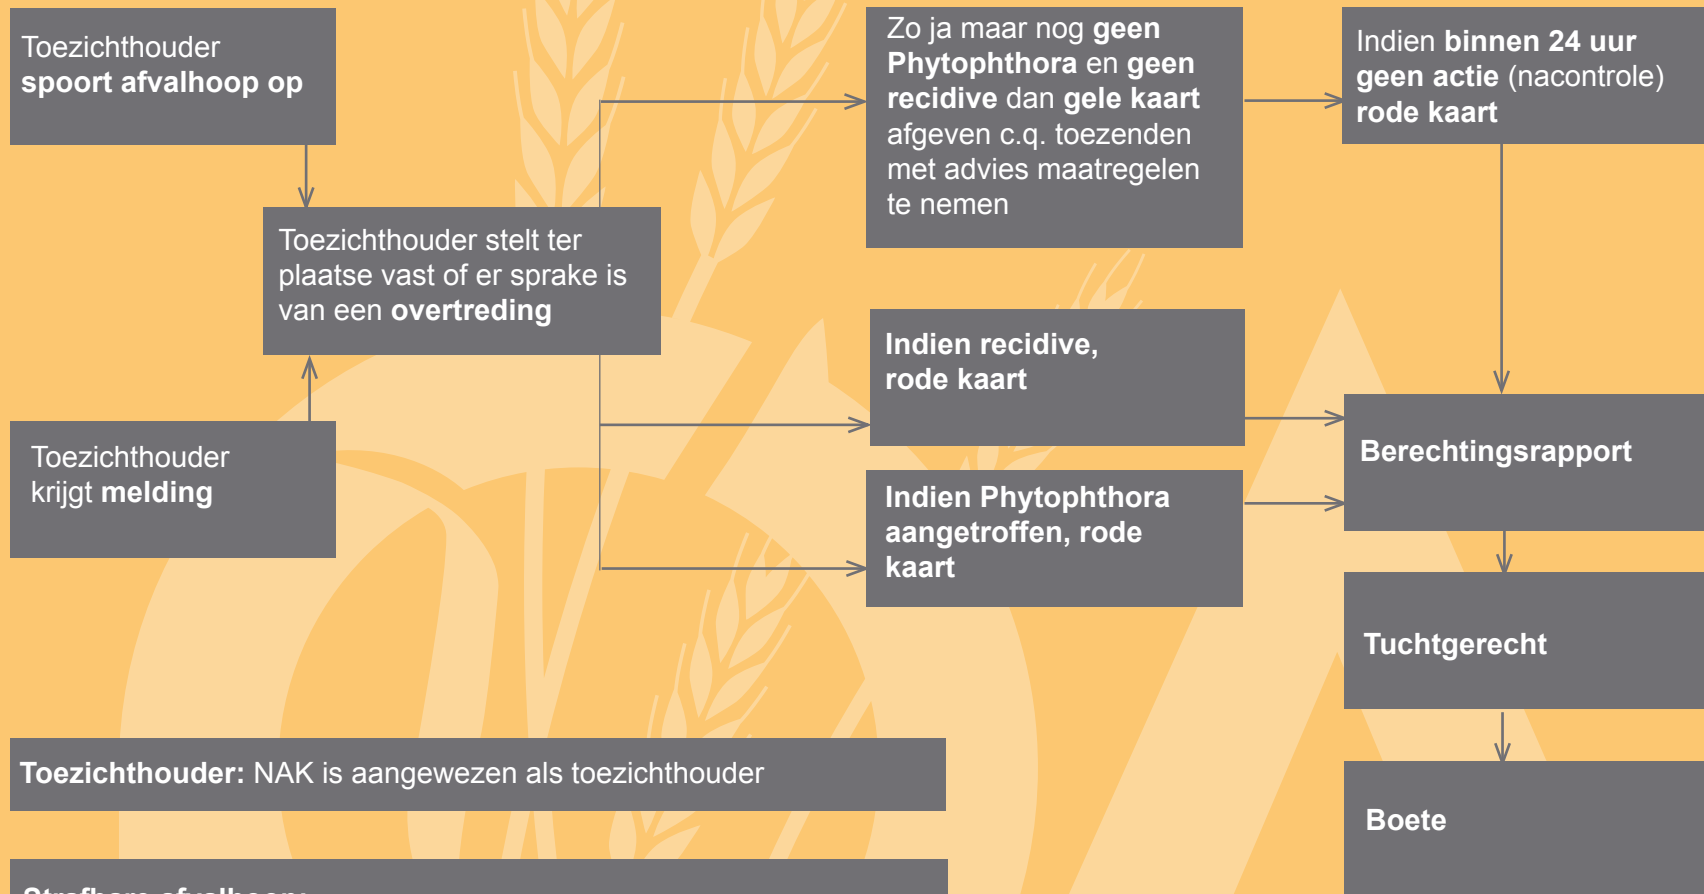 Toezichthouder
spoort afvalhoop op
Toezichthouder stelt ter
plaatse vast of er sprake is
van een overtreding
Toezichthouder
krijgt melding
Zo ja maar nog geen
Phytophthora en geen
recidive dan gele kaart
afgeven c.q. toezenden
met advies maatregelen
te nemen
Indien binnen 24 uur
geen actie (nacontrole)
rode kaart
Indien recidive,
rode kaart
Indien Phytophthora
aangetroffen, rode
kaart
Berechtingsrapport
Tuchtgerecht
Boete
Toezichthouder: NAK is aangewezen als toezichthouder
Strafbare afvalhoop: